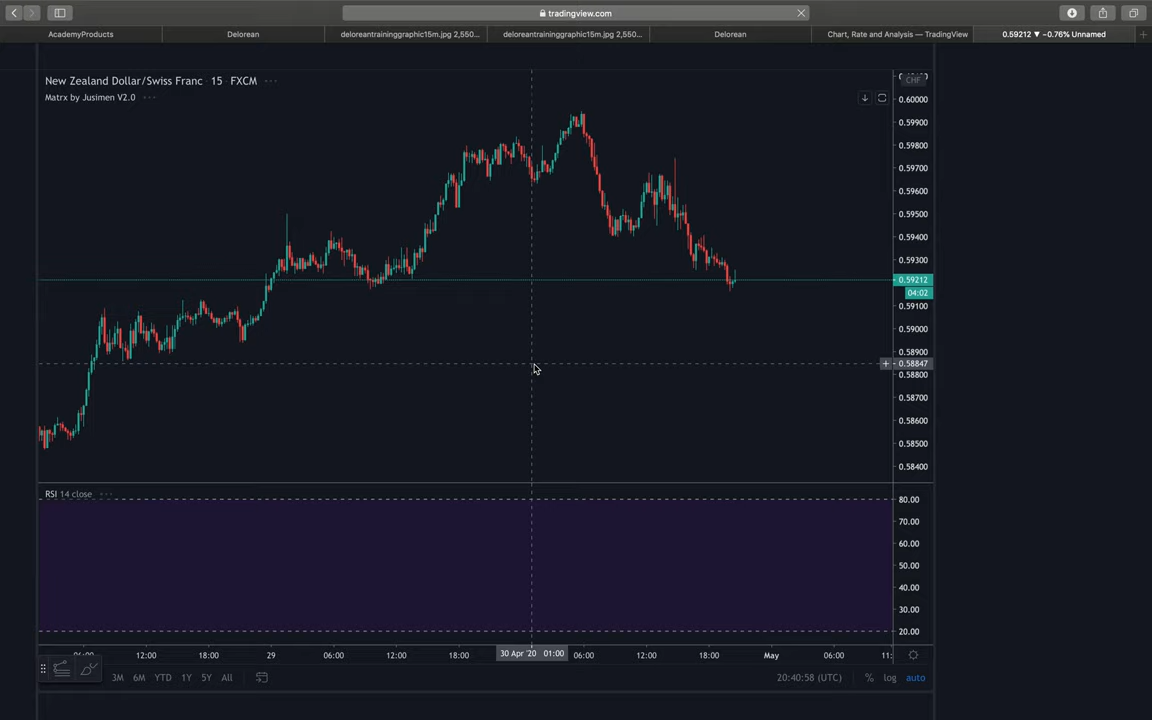 tradingview.com
AcademyProducts
Delorean
deloreantraininggraphic15m.jpg 2,550...
deloreantraininggraphic15m.jpg 2,550...
Delorean
Chart, Rate and Analysis — TradingView
0.59212 ▼ −0.76% Unnamed
New Zealand Dollar/Swiss Franc · 15 · FXCM
Matrx by Jusimen V2.0
CHF
0.60000
0.59900
0.59800
0.59700
0.59600
0.59500
0.59400
0.59300
0.59212
04:02
0.59100
0.59000
0.58900
0.58847
0.58800
0.58700
0.58600
0.58500
0.58400
RSI 14 close
80.00
70.00
60.00
50.00
40.00
30.00
20.00
12:00
18:00
29
06:00
12:00
18:00
30 Apr '20 01:00
06:00
12:00
18:00
May
06:00
11:
3M 6M YTD 1Y 5Y All
20:40:58 (UTC)
% log auto